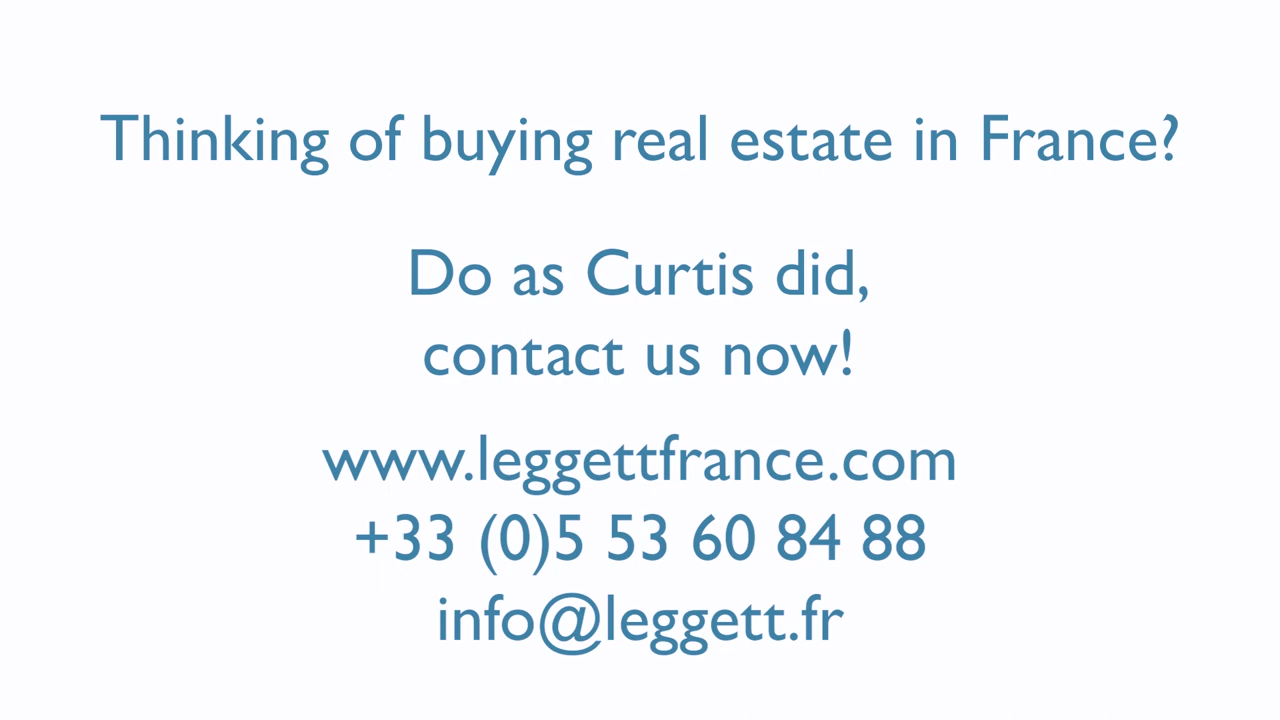 Thinking of buying real estate in France?
Do as Curtis did,
contact us now!
www.leggettfrance.com
+33 (0)5 53 60 84 88
info@leggett.fr